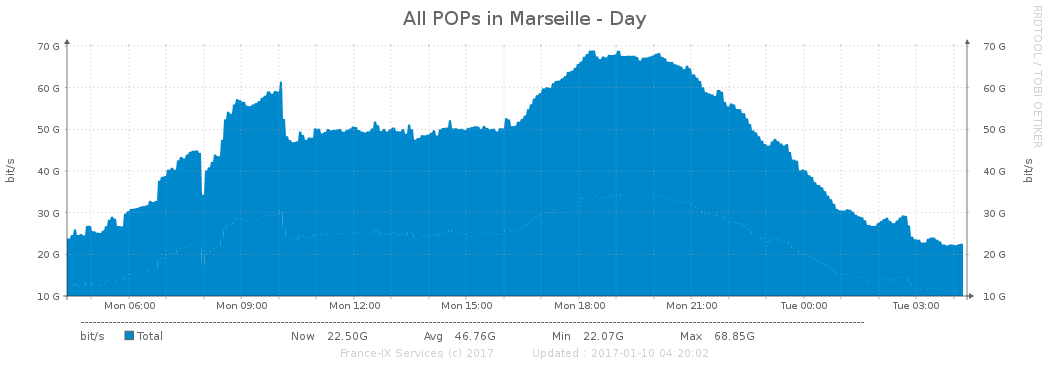 All POPs in Marseille - Day
RRDTOOL / TOBI OETIKER
bit/s
70 G
60 G
50 G
40 G
30 G
20 G
10 G
70 G
60 G
50 G
40 G
30 G
20 G
10 G
bit/s
Mon 06:00 Mon 09:00 Mon 12:00 Mon 15:00 Mon 18:00 Mon 21:00 Tue 00:00 Tue 03:00
bit/s Total Now 22.50G Avg 46.76G Min 22.07G Max 68.85G
France-IX Services (c) 2017 Updated : 2017-01-10 04:20:02